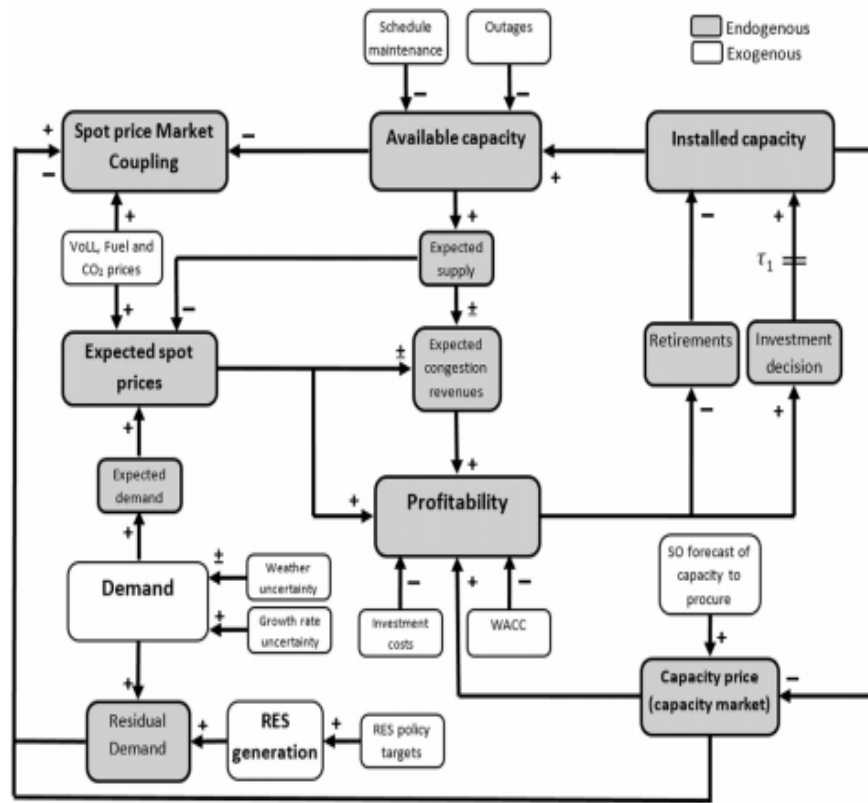 Schedule
maintenance
Outages
Endogenous
Exogenous
+
−
Spot price Market
Coupling
−
−
−
Available capacity
+
Installed capacity
+
VoLL, Fuel and
CO₂ prices
+
+
Expected
supply
−
+
τ₁
−
±
Expected spot
prices
±
Expected
congestion
revenues
Retirements
Investment
decision
+
Expected
demand
+
+
+
Profitability
−
+
Demand
±
Weather
uncertainty
+
Growth rate
uncertainty
−
Investment
costs
+
−
WACC
SO forecast of
capacity to
procure
+
+
Residual
Demand
+
RES
generation
+
RES policy
targets
Capacity price
(capacity market)
−